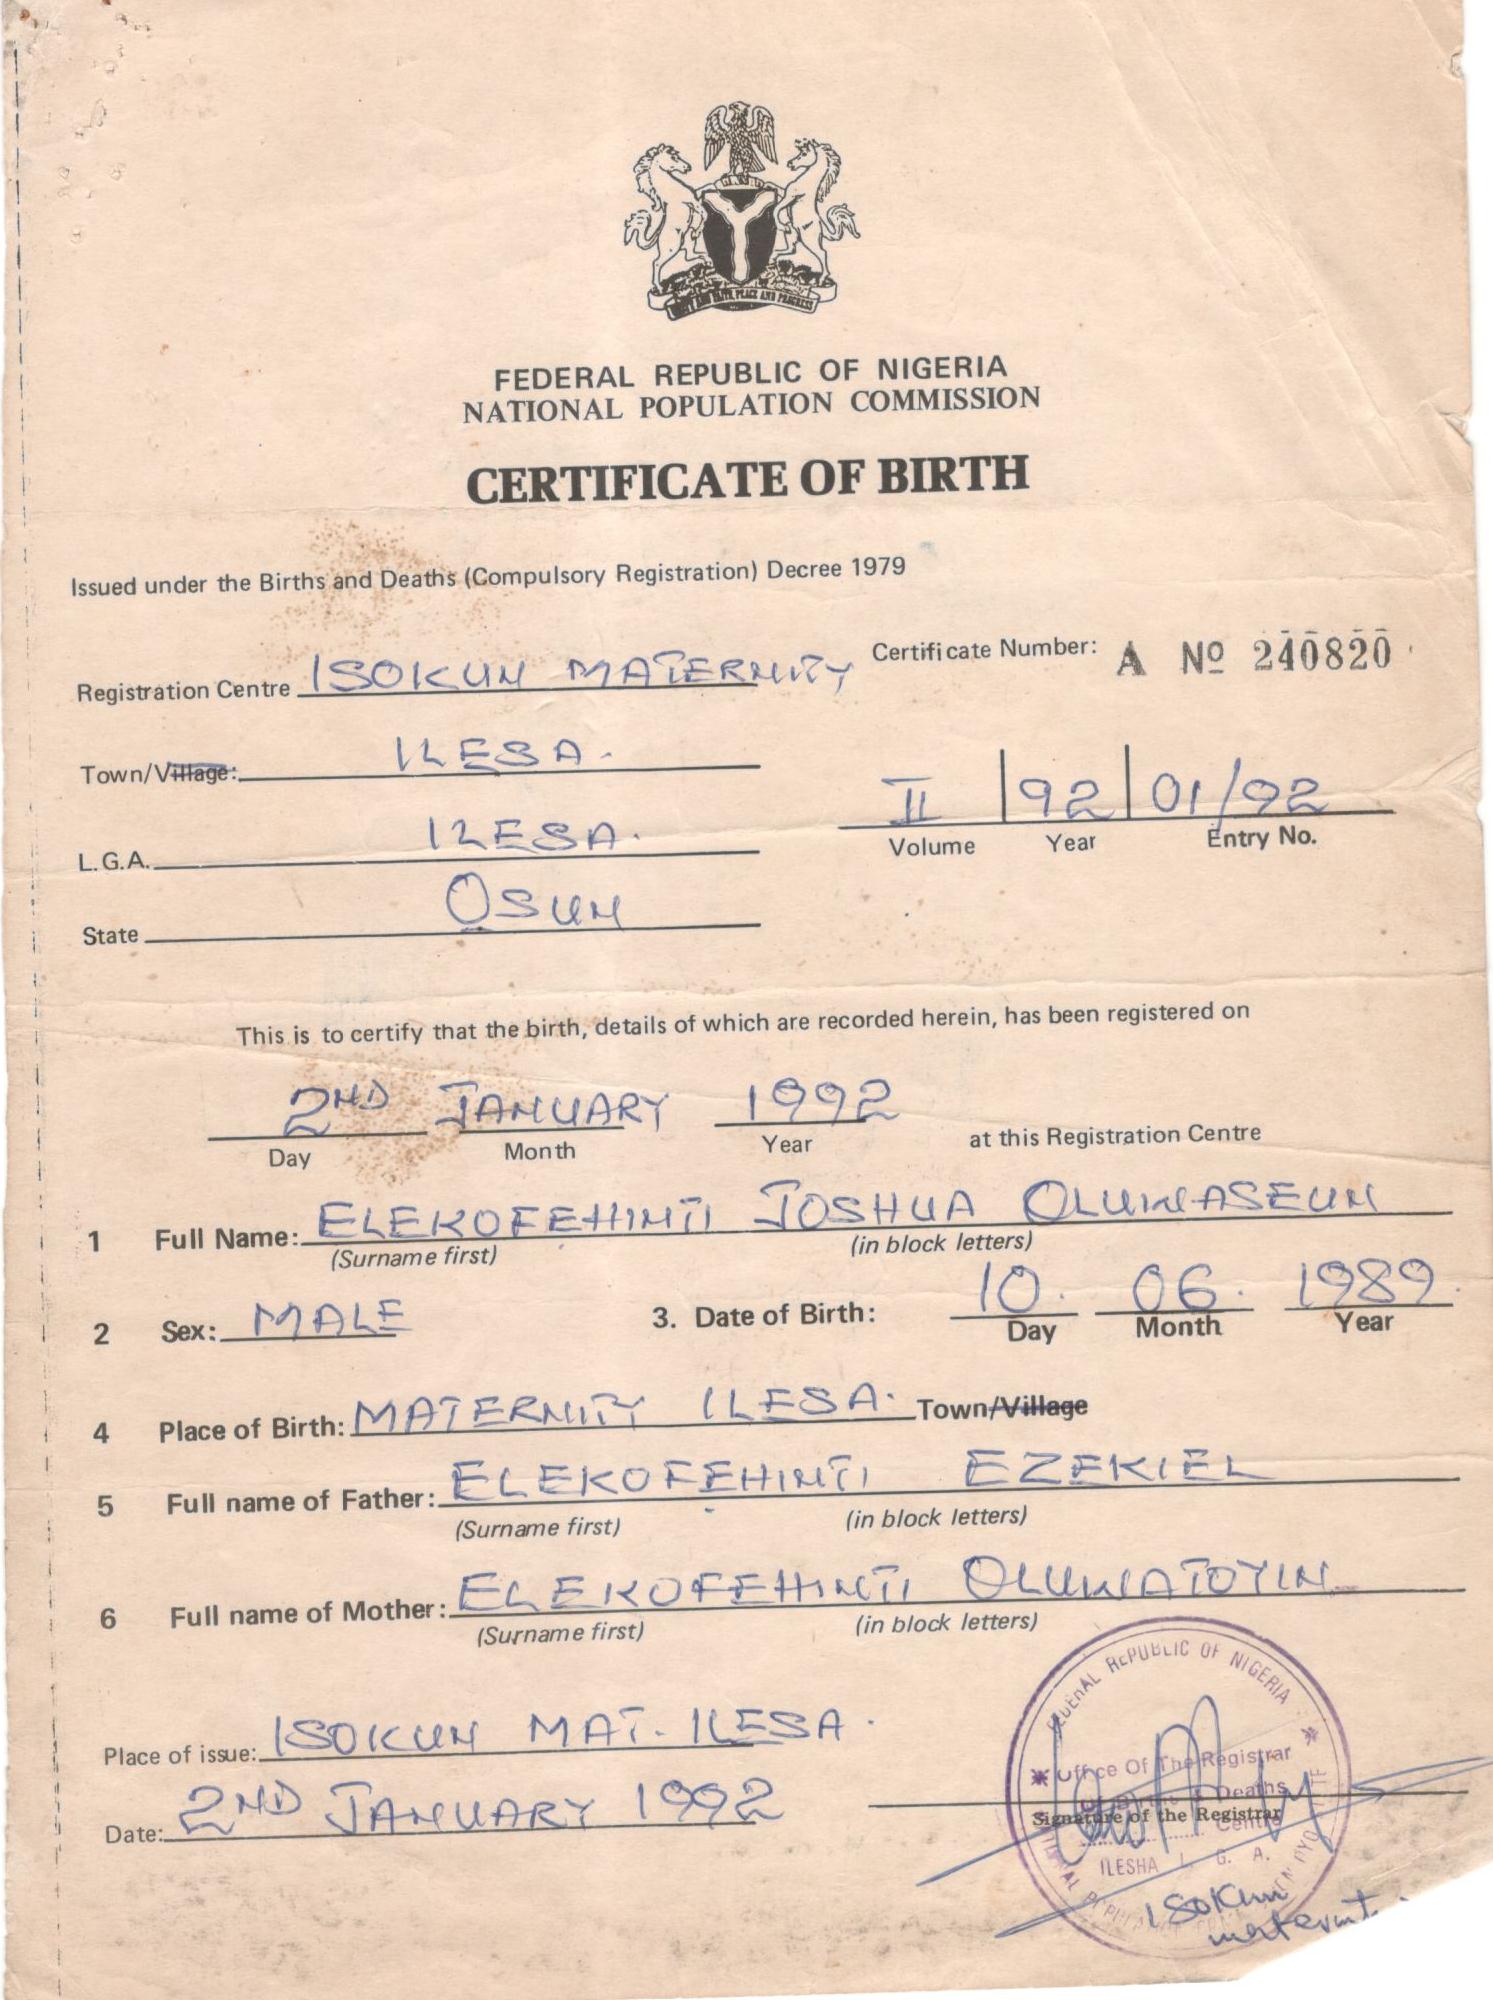 UNITY AND FAITH, PEACE AND PROGRESS
FEDERAL REPUBLIC OF NIGERIA
NATIONAL POPULATION COMMISSION
CERTIFICATE OF BIRTH
Issued under the Births and Deaths (Compulsory Registration) Decree 1979
Registration Centre ISOKUN MATERNITY
Certificate Number: A No 240820
Town/Village: ILESA.
II | 92 | 01/92
Volume Year Entry No.
L.G.A. ILESA.
State OSUN
This is to certify that the birth, details of which are recorded herein, has been registered on
2ND JANUARY 1992
Day Month Year at this Registration Centre
1 Full Name: ELEKOFEHINTI JOSHUA OLUWASEUN
(Surname first) (in block letters)
2 Sex: MALE 3. Date of Birth: 10. 06. 1989.
Day Month Year
4 Place of Birth: MATERNITY ILESA. Town/Village
5 Full name of Father: ELEKOFEHINTI EZEKIEL
(Surname first) (in block letters)
6 Full name of Mother: ELEKOFEHINTI OLUWATOYIN
(Surname first) (in block letters)
Place of issue: ISOKUN MAT. ILESA.
Date: 2ND JANUARY 1992
FEDERAL REPUBLIC OF NIGERIA
Office Of The Registrar
Deaths
Signature of the Registrar
Centre
ILESHA L. G. A.
Isokun